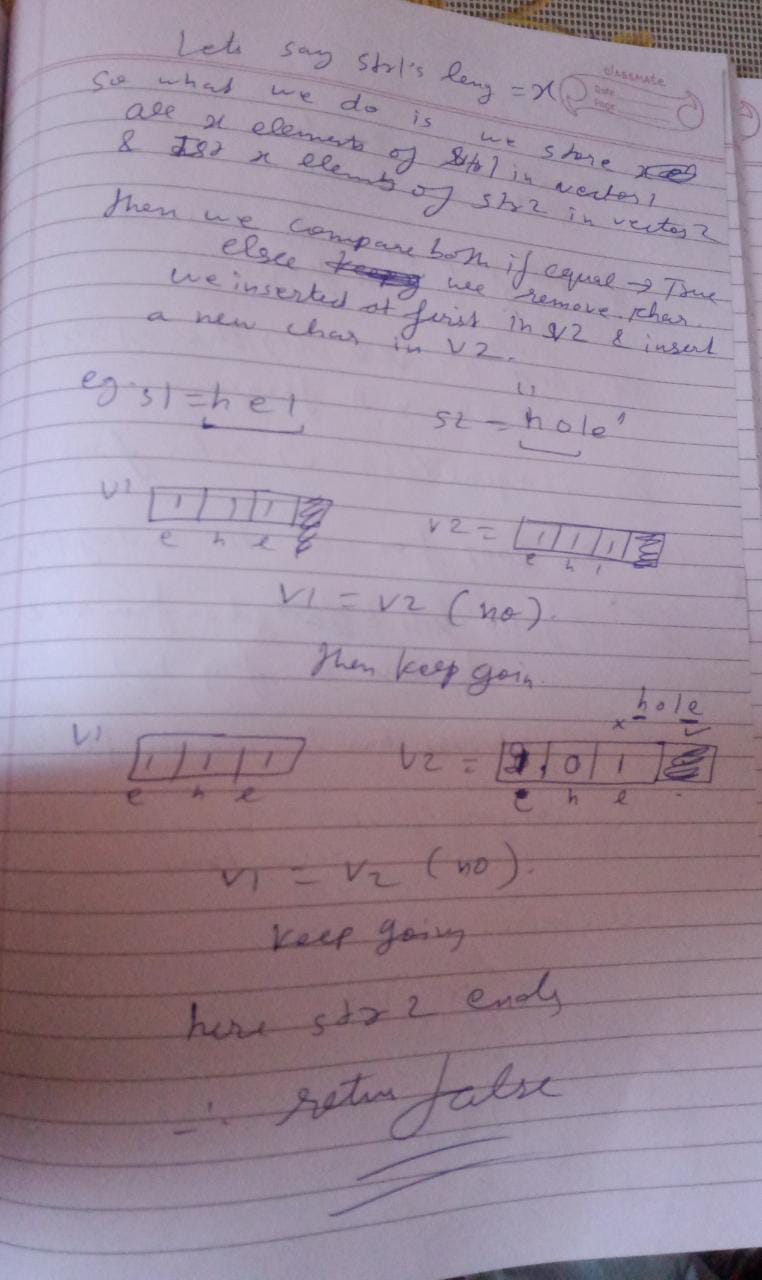 Lets say str1's leng = x
classmate
Date
Page
So what we do is we store
all x elements of str1 in vector1
& 1st x elements of str2 in vector2
then we compare both if equal → True
else we remove char
we inserted at first in V2 & insert
a new char in V2.
eg. s1 = h e l s2 = h o l e
V1 1 1 1 V2 = 1 1 1
e h e e h l
V1 = V2 (no).
Then keep goin
h o l e
x ✓
V1 1 1 1 V2 = 0 1
e h e e h l
V1 = V2 (no).
keep going
here str2 ends
∴ return false